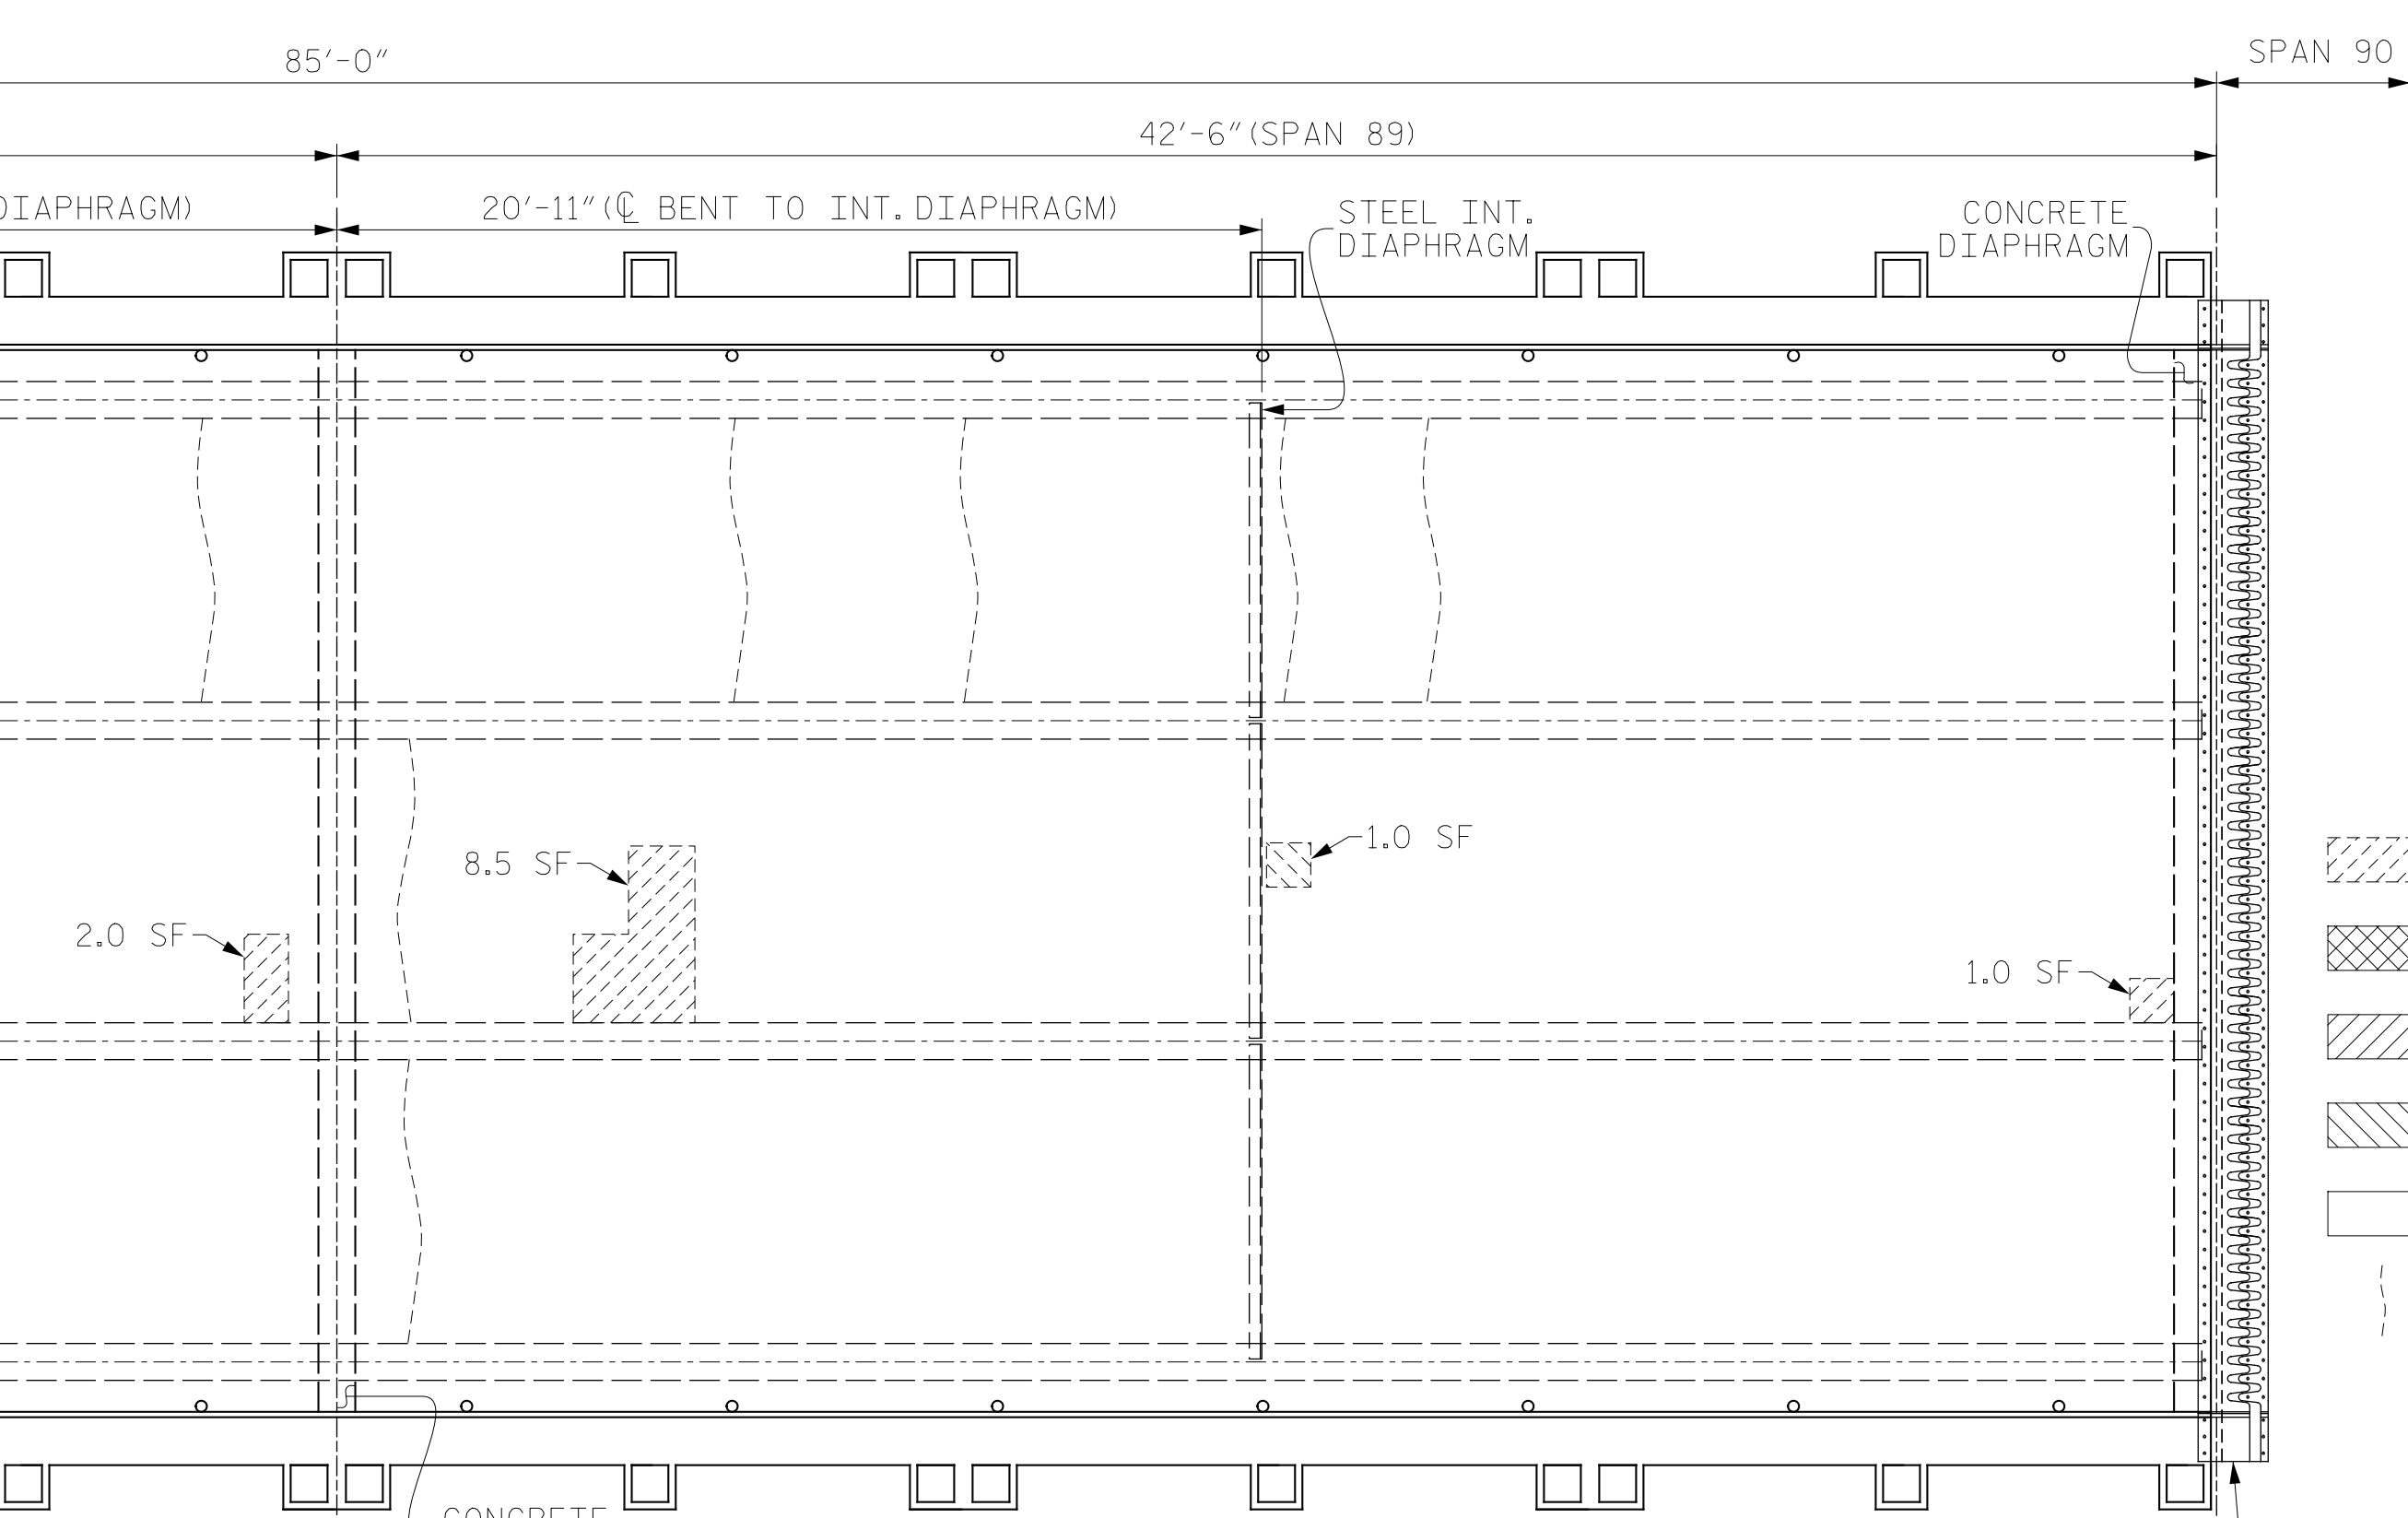 85'-0"
SPAN 90
42'-6"(SPAN 89)
DIAPHRAGM)
20'-11"(℄ BENT TO INT. DIAPHRAGM)
STEEL INT.
DIAPHRAGM
CONCRETE
DIAPHRAGM
1.0 SF
8.5 SF
2.0 SF
1.0 SF
CONCRETE